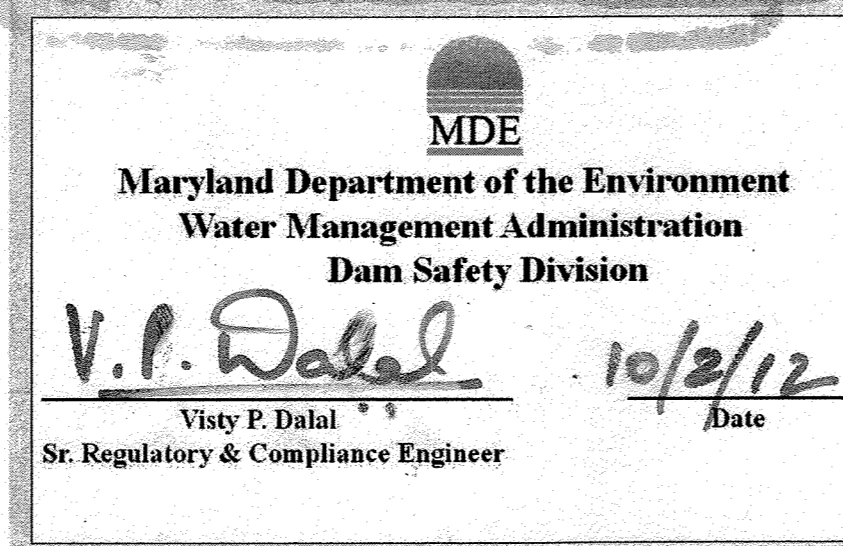 MDE
Maryland Department of the Environment
Water Management Administration
Dam Safety Division
V.P. Dalal 10/2/12
Visty P. Dalal Date
Sr. Regulatory & Compliance Engineer